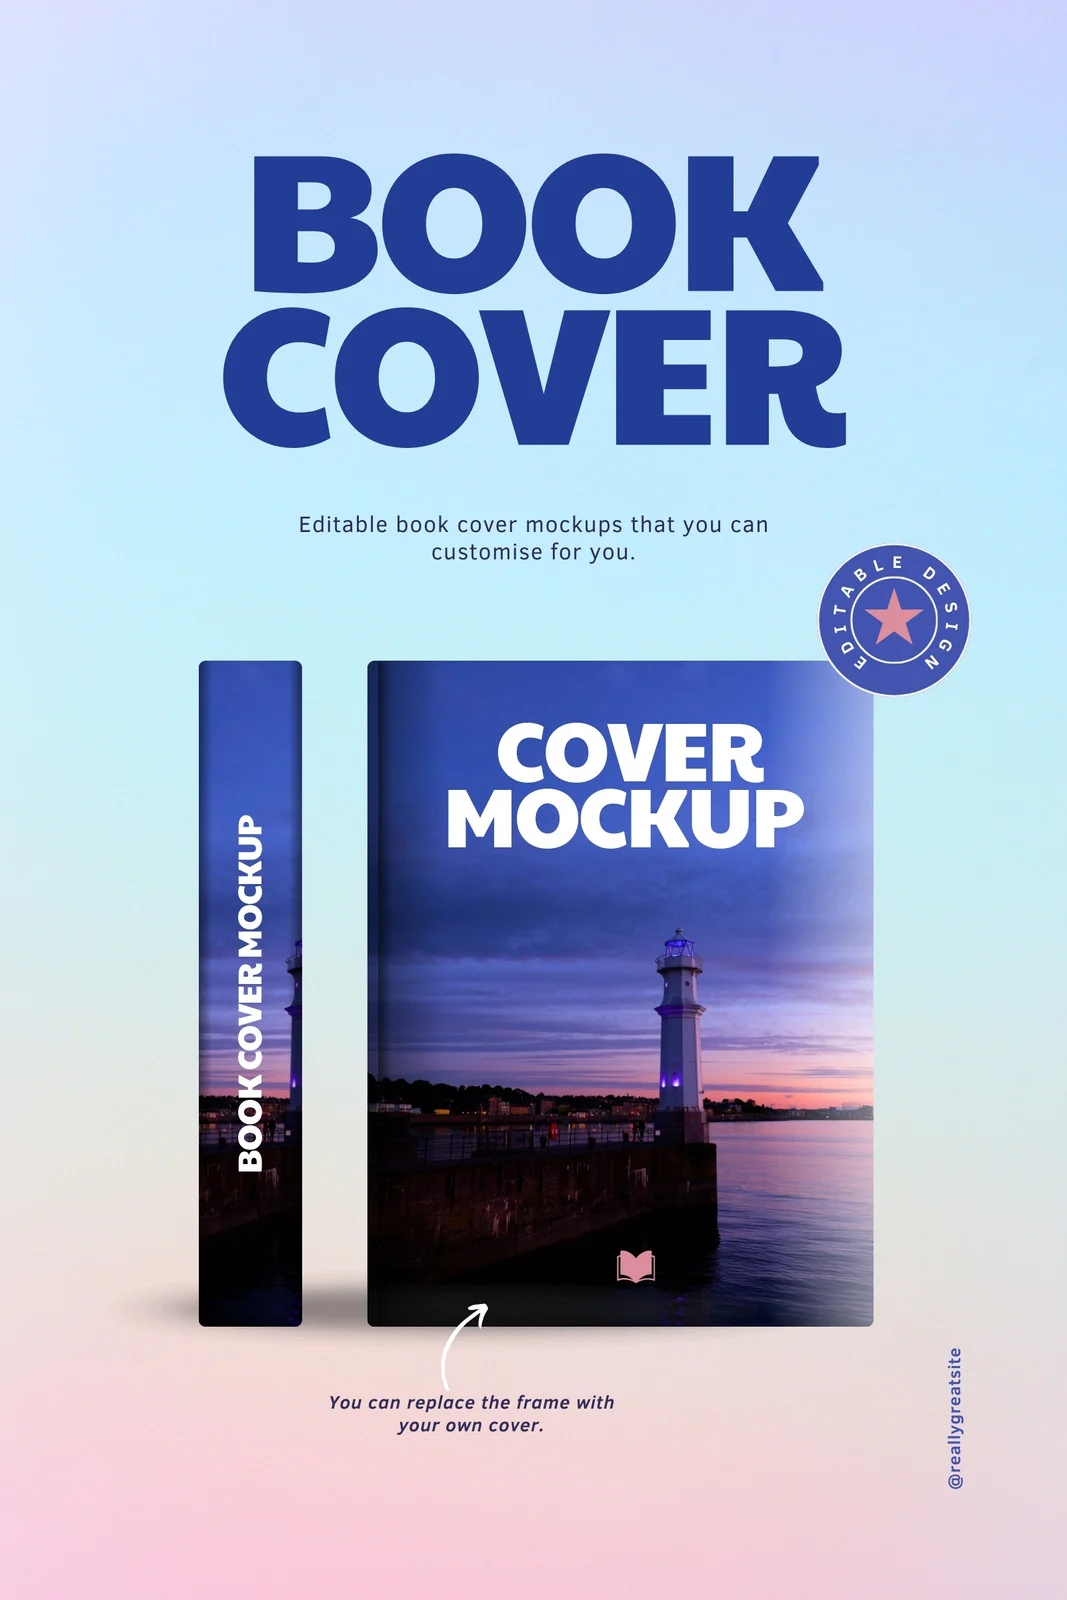 BOOK
COVER
Editable book cover mockups that you can
customise for you.
EDITABLE DESIGN
BOOK COVER MOCKUP
COVER
MOCKUP
You can replace the frame with
your own cover.
@reallygreatsite